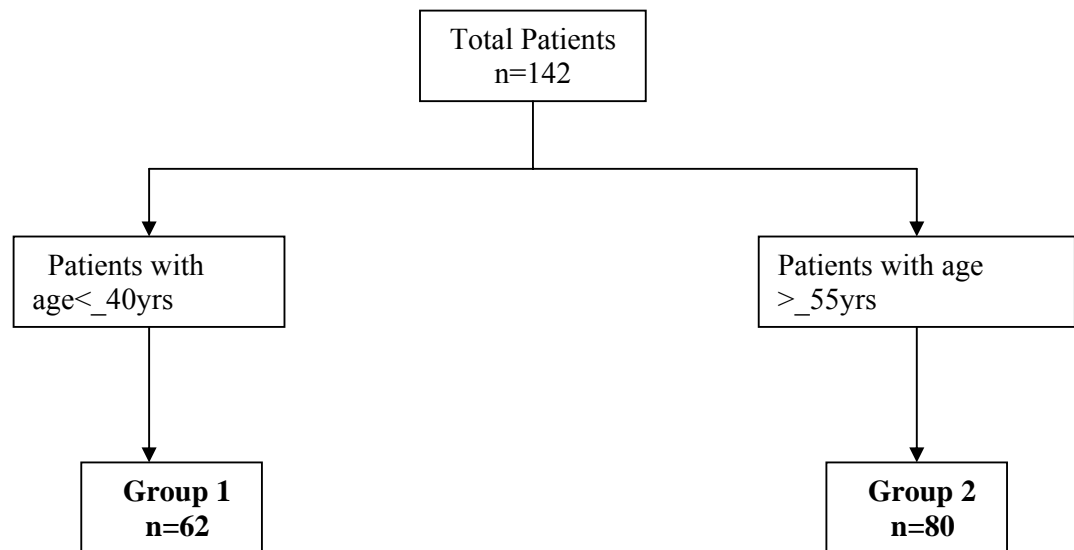 Total Patients
n=142
Patients with
age<_40yrs
Patients with age
>_55yrs
Group 1
n=62
Group 2
n=80